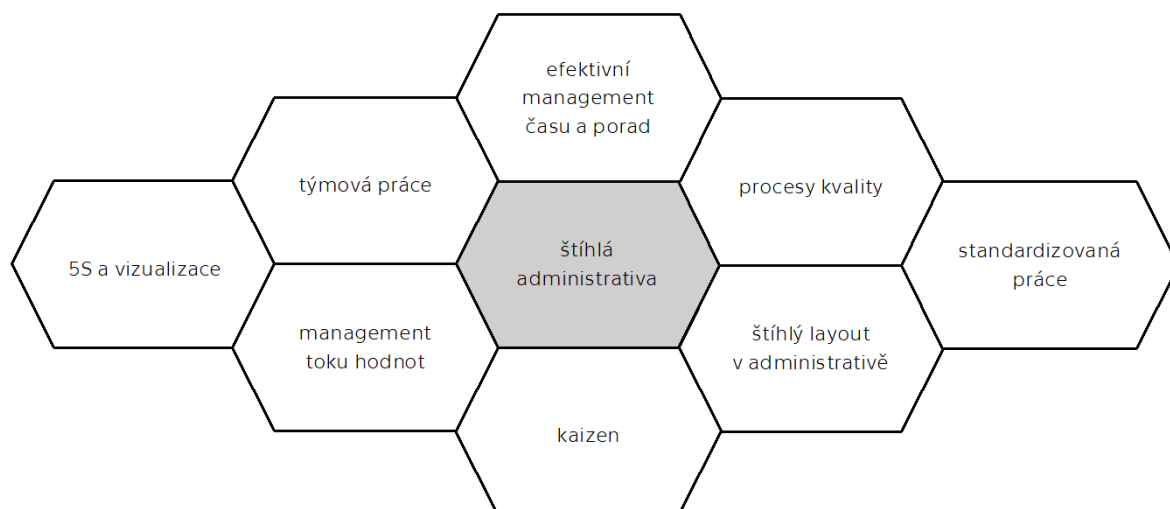 efektivní
management
času a porad
týmová práce
procesy kvality
5S a vizualizace
štíhlá
administrativa
standardizovaná
práce
management
toku hodnot
štíhlý layout
v administrativě
kaizen